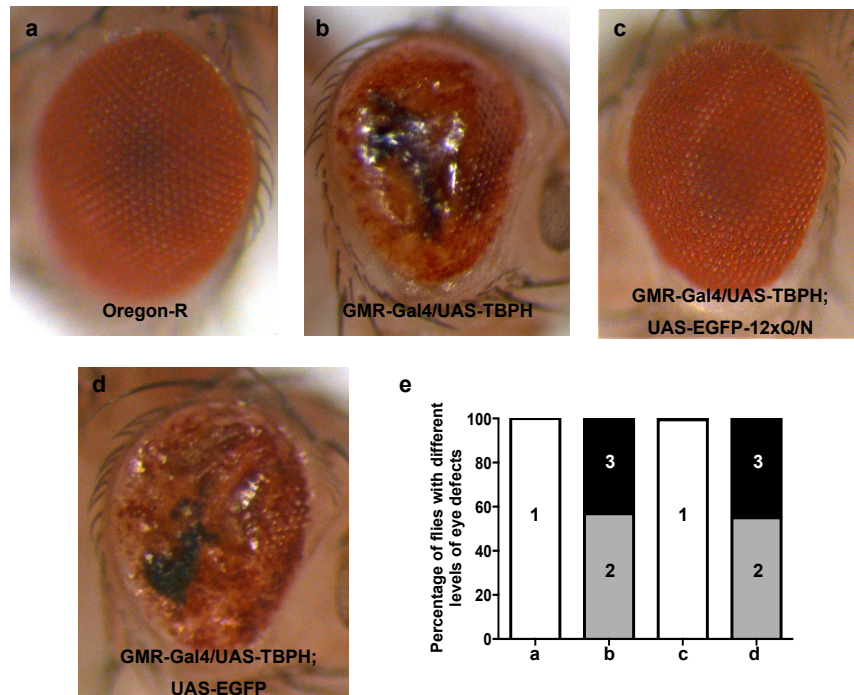 a
Oregon-R
b
GMR-Gal4/UAS-TBPH
c
GMR-Gal4/UAS-TBPH;
UAS-EGFP-12xQ/N
d
GMR-Gal4/UAS-TBPH;
UAS-EGFP
e
Percentage of flies with different
levels of eye defects
100
80
60
40
20
0
1
3
2
1
3
2
a
b
c
d